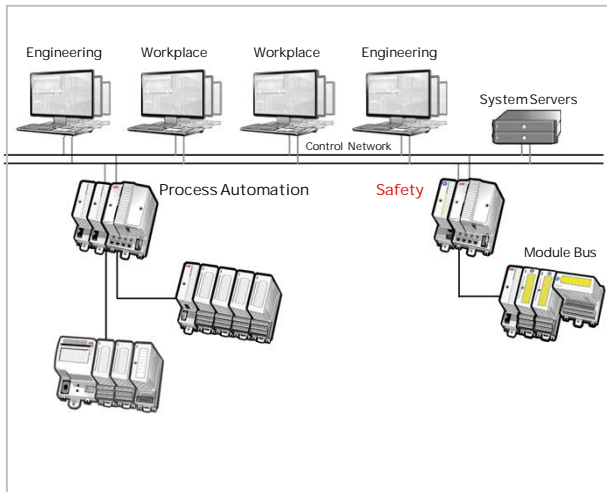 Engineering
Workplace
Workplace
Engineering
System Servers
Control Network
Process Automation
Safety
Module Bus